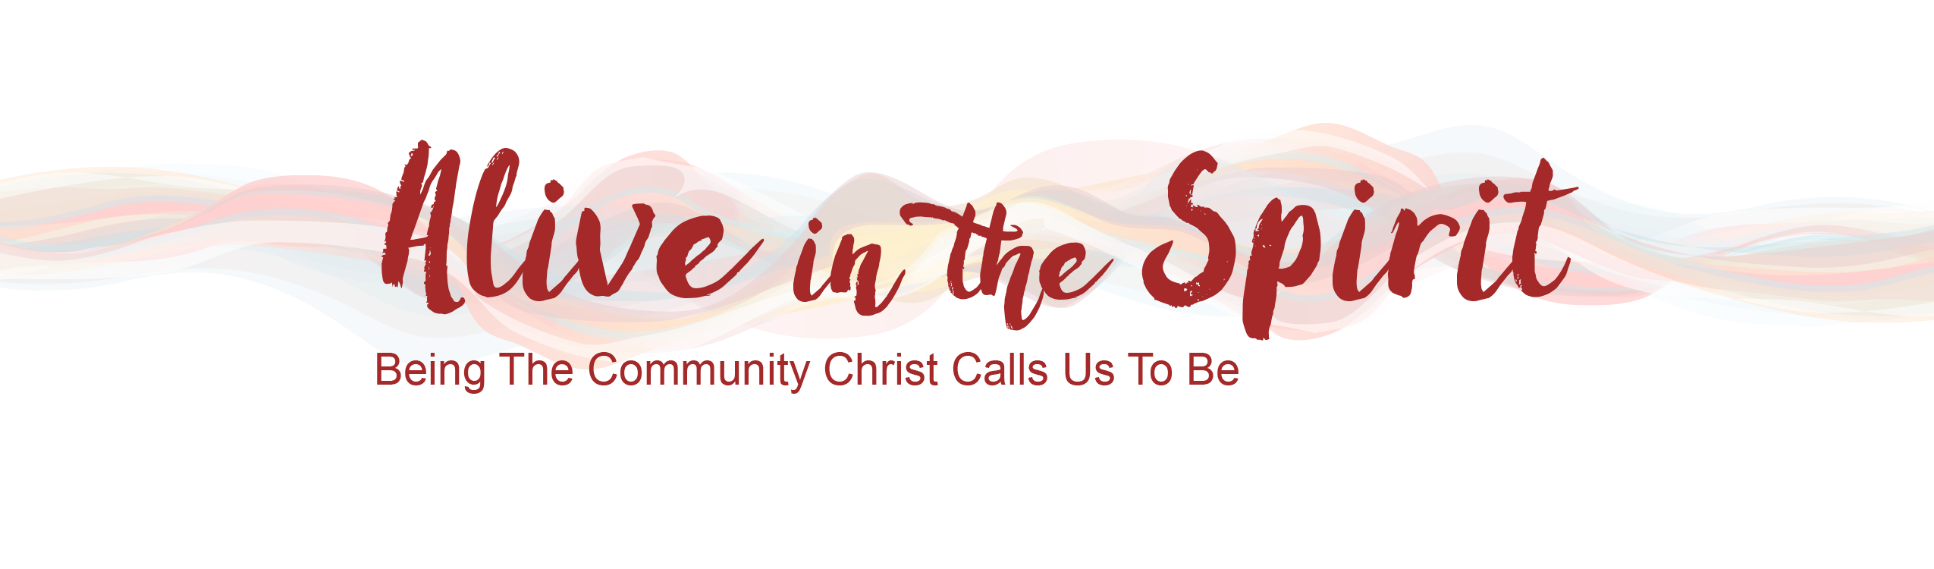 Alive in the Spirit
Being The Community Christ Calls Us To Be